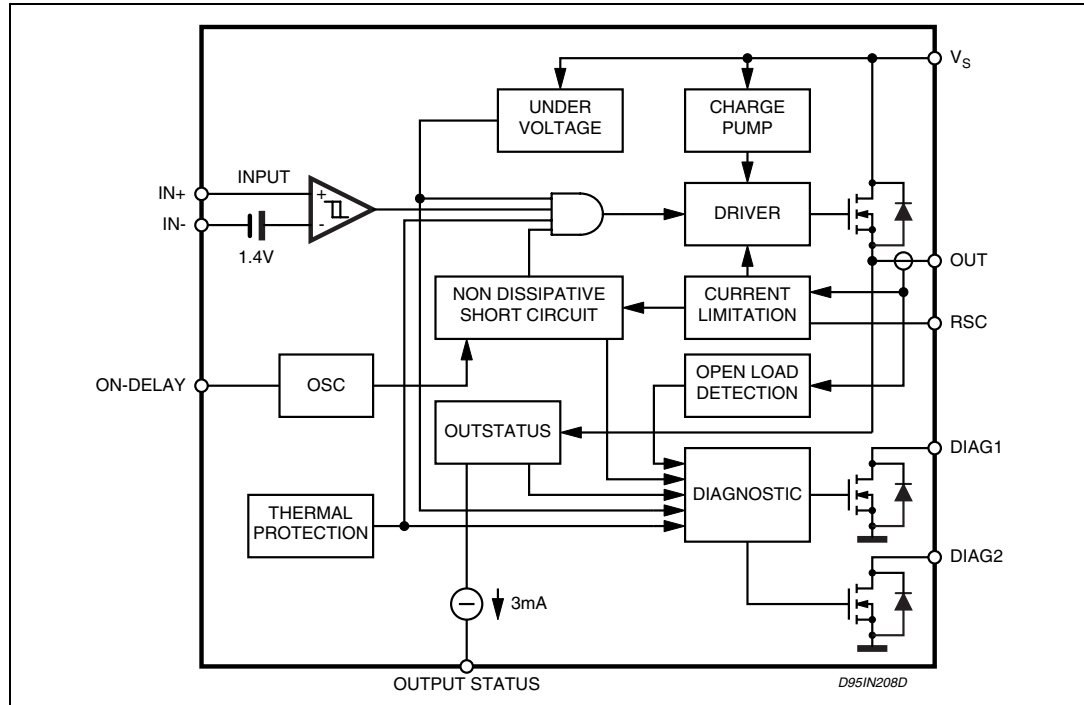 V_S
UNDER
VOLTAGE
CHARGE
PUMP
INPUT
IN+
+
IN-
-
1.4V
DRIVER
OUT
NON DISSIPATIVE
SHORT CIRCUIT
CURRENT
LIMITATION
RSC
ON-DELAY
OSC
OPEN LOAD
DETECTION
OUTSTATUS
DIAG1
DIAGNOSTIC
THERMAL
PROTECTION
DIAG2
3mA
OUTPUT STATUS
D95IN208D